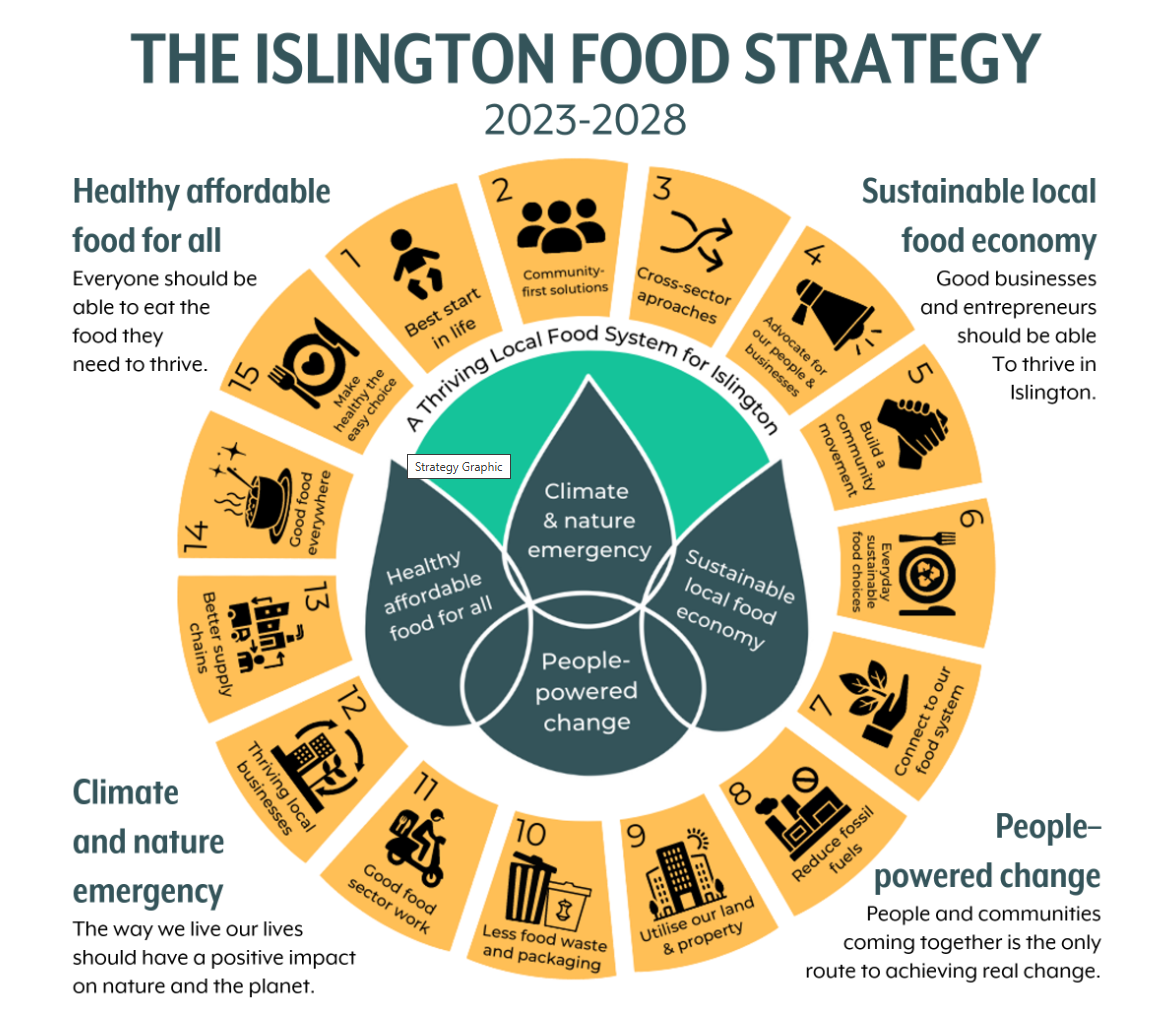 THE ISLINGTON FOOD STRATEGY
2023-2028
Healthy affordable
food for all
Everyone should be
able to eat the
food they
need to thrive.
Sustainable local
food economy
Good businesses
and entrepreneurs
should be able
To thrive in
Islington.
1
Best start
in life
2
Community-
first solutions
3
Cross-sector
aproaches
4
Advocate for
our people &
businesses
5
Build a
community
movement
6
Everyday
sustainable
food choices
7
Connect to our
food system
8
Reduce fossil
fuels
9
Utilise our land
& property
10
Less food waste
and packaging
11
Good food
sector work
12
Thriving local
businesses
13
Better supply
chains
14
Good food
everywhere
15
Make
healthy the
easy choice
A Thriving Local Food System for Islington
Strategy Graphic
Climate
& nature
emergency
Healthy
affordable
food for all
Sustainable
local food
economy
People-
powered
change
Climate
and nature
emergency
The way we live our lives
should have a positive impact
on nature and the planet.
People–
powered change
People and communities
coming together is the only
route to achieving real change.